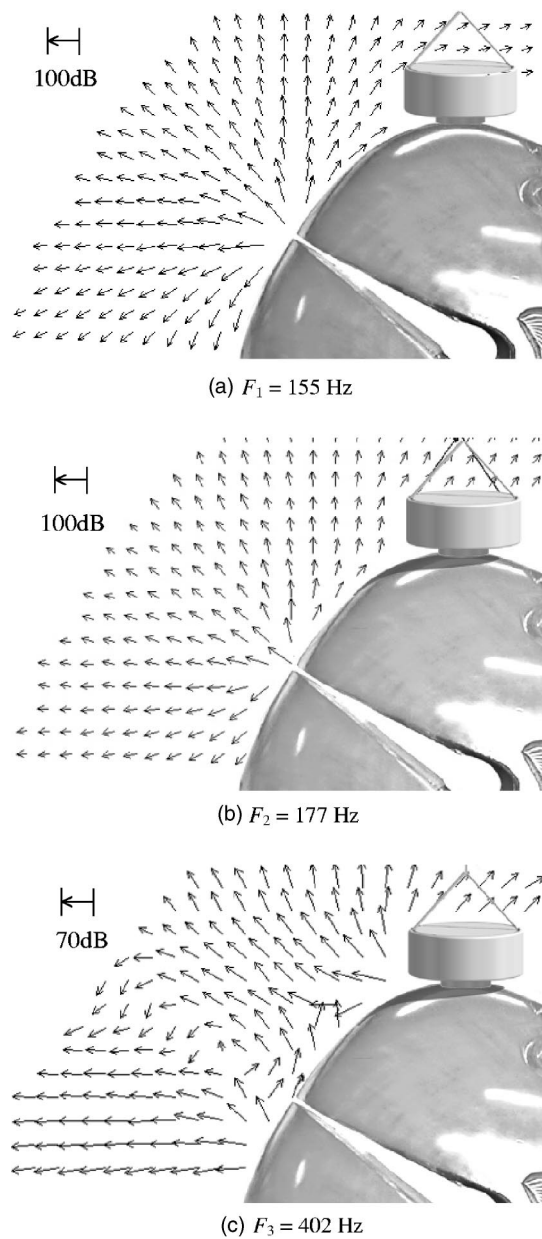 100dB
(a) F₁ = 155 Hz
100dB
(b) F₂ = 177 Hz
70dB
(c) F₃ = 402 Hz